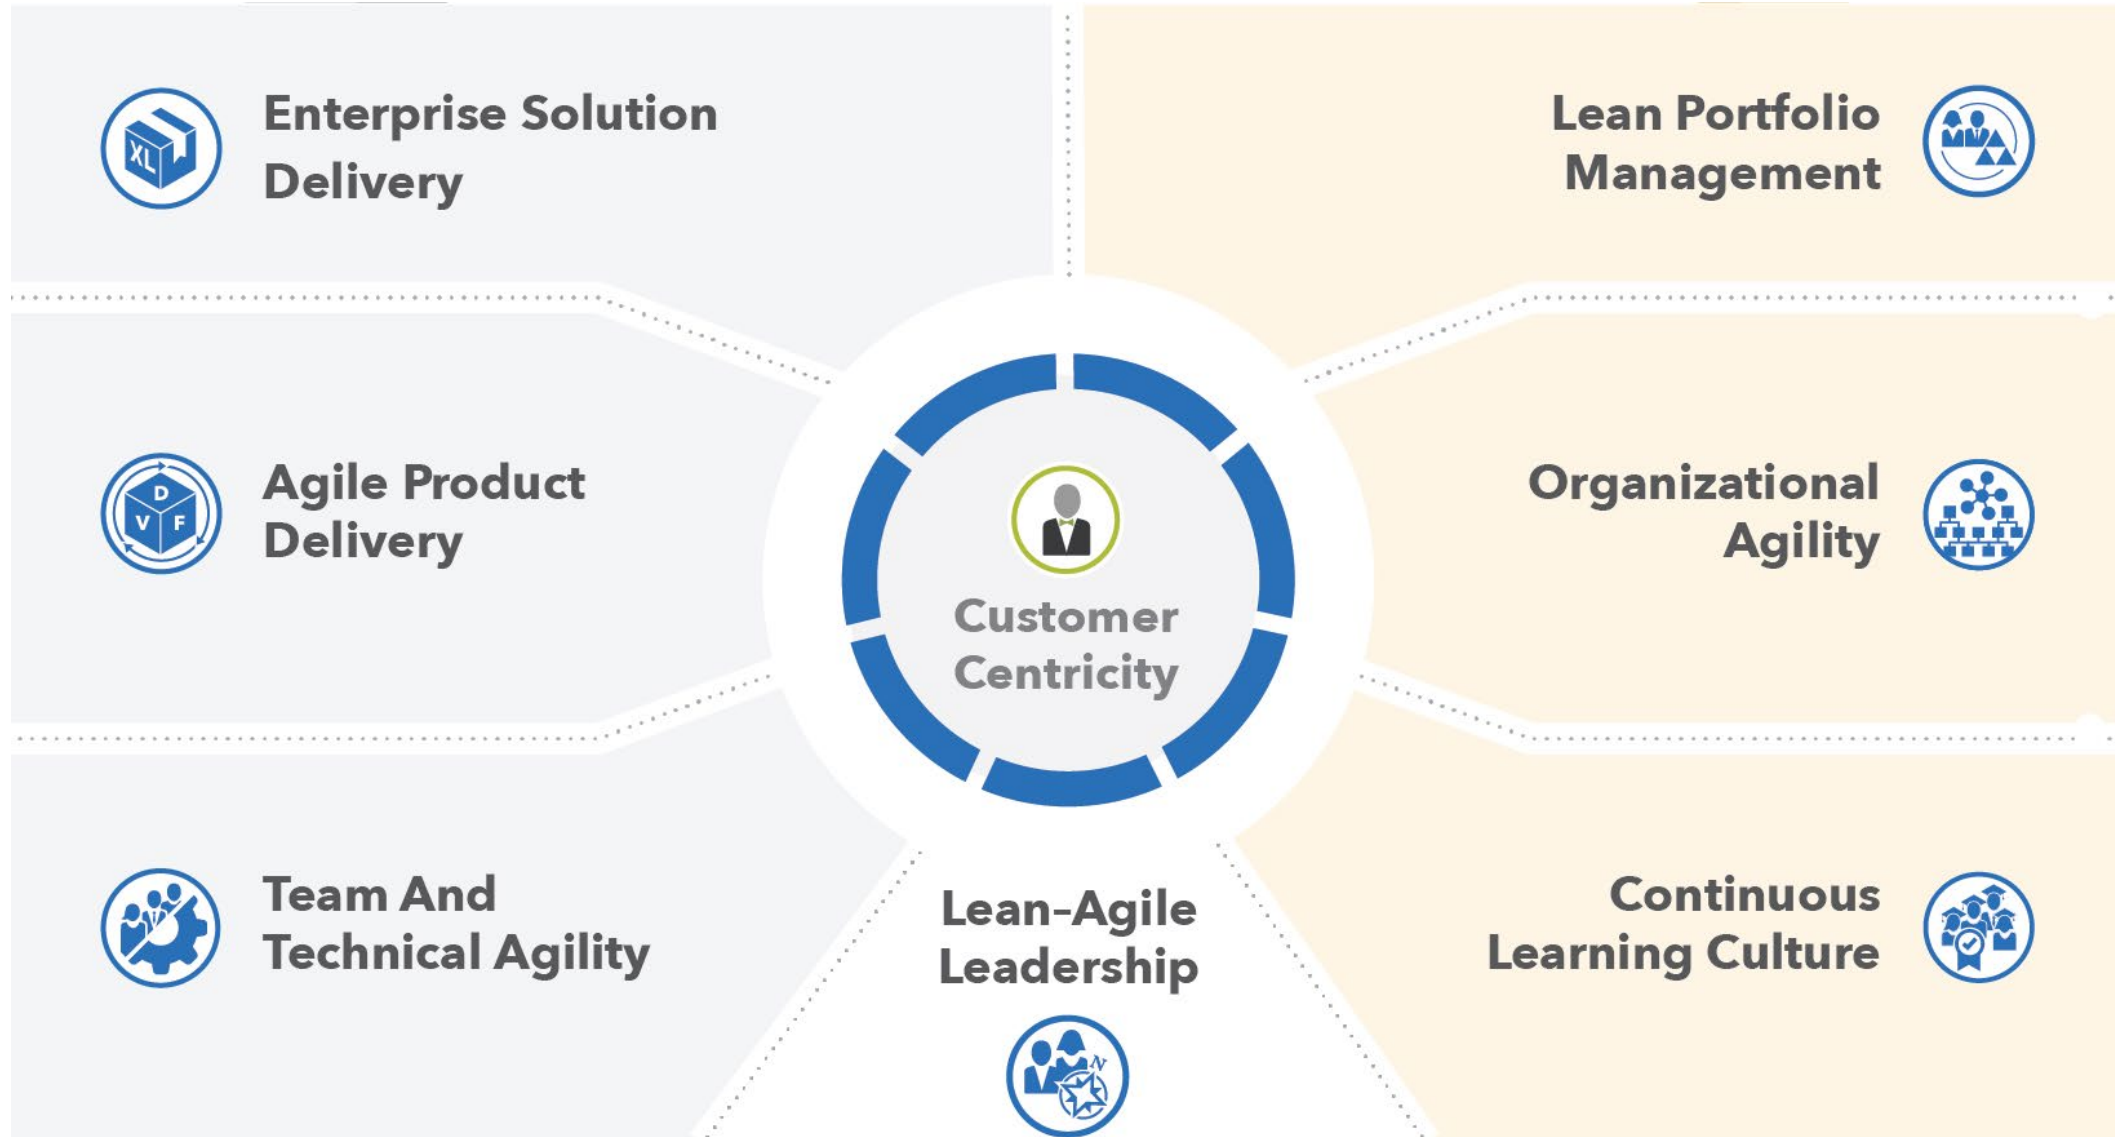 Enterprise Solution
Delivery
XL
Lean Portfolio
Management
Agile Product
Delivery
D
V F
Organizational
Agility
Customer
Centricity
Team And
Technical Agility
Lean–Agile
Leadership
N
Continuous
Learning Culture